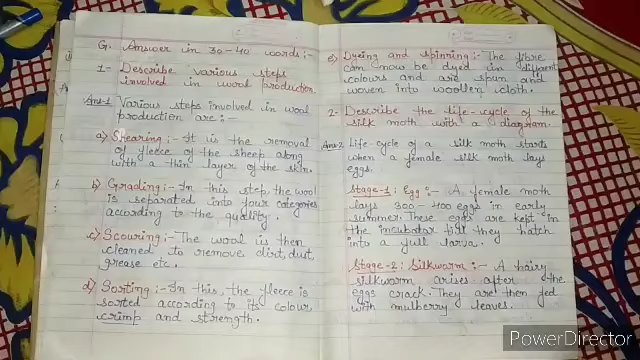 G. Answer in 30-40 words:-
1- Describe various steps
involved in wool production.
Ans-1 Various steps involved in wool
production are:-
a) Shearing:- It is the removal
of fleece of the sheep along
with a thin layer of the skin.
b) Grading:- In this step the wool
is separated into four categories
according to the quality.
c) Scouring:- The wool is then
cleaned to remove dirt, dust,
grease etc.
d) Sorting:- In this, the fleece is
sorted according to its colour,
crimp and strength.
e) Dyeing and spinning:- The fibre
can now be dyed in different
colours and are spun and
woven into woollen cloth.
2- Describe the life-cycle of the
silk moth with a diagram.
Ans-2 Life-cycle of a silk moth starts
when a female silk moth lays
eggs.
Stage-1: Egg:- A female moth
lays 300-400 eggs in early
summer. These eggs are kept in
the incubator till they hatch
into a full larva.
Stage-2: Silkworm:- A hairy
silkworm arises after the
eggs crack. They are then fed
with mulberry leaves.
PowerDirector